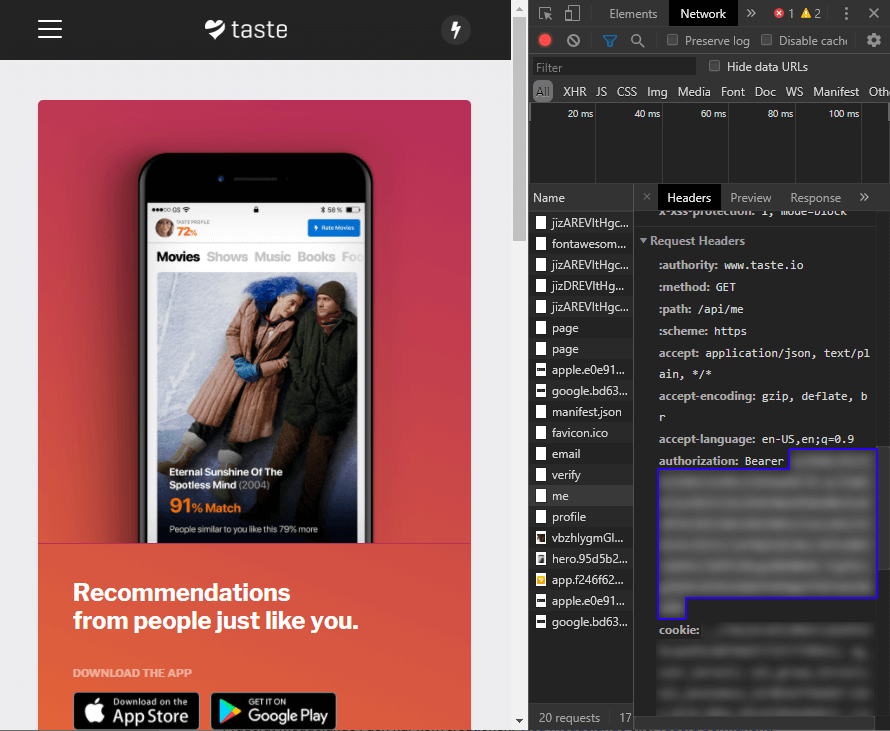 taste
●●●○○ GS
58 %
TASTE PROFILE
72%
Rate Movies
Movies Shows Music Books Foo
Eternal Sunshine Of The
Spotless Mind (2004)
91% Match
People similar to you like this 79% more
Recommendations
from people just like you.
DOWNLOAD THE APP
Download on the
App Store
GET IT ON
Google Play
Elements Network » 1 2
Preserve log Disable cache
Filter Hide data URLs
All XHR JS CSS Img Media Font Doc WS Manifest Oth
20 ms 40 ms 60 ms 80 ms 100 ms
Name
jizAREVItHgc...
fontawesom...
jizAREVItHgc...
jizDREVItHg...
jizAREVItHgc...
page
page
apple.e0e91...
google.bd63...
manifest.json
favicon.ico
email
verify
me
profile
vbzhlygmGl...
hero.95d5b2...
app.f246f62...
apple.e0e91...
google.bd63...
20 requests 17
× Headers Preview Response »
x-xss-protection: 1; mode=block
Request Headers
:authority: www.taste.io
:method: GET
:path: /api/me
:scheme: https
accept: application/json, text/pl
ain, */*
accept-encoding: gzip, deflate, b
r
accept-language: en-US,en;q=0.9
authorization: Bearer
cookie: